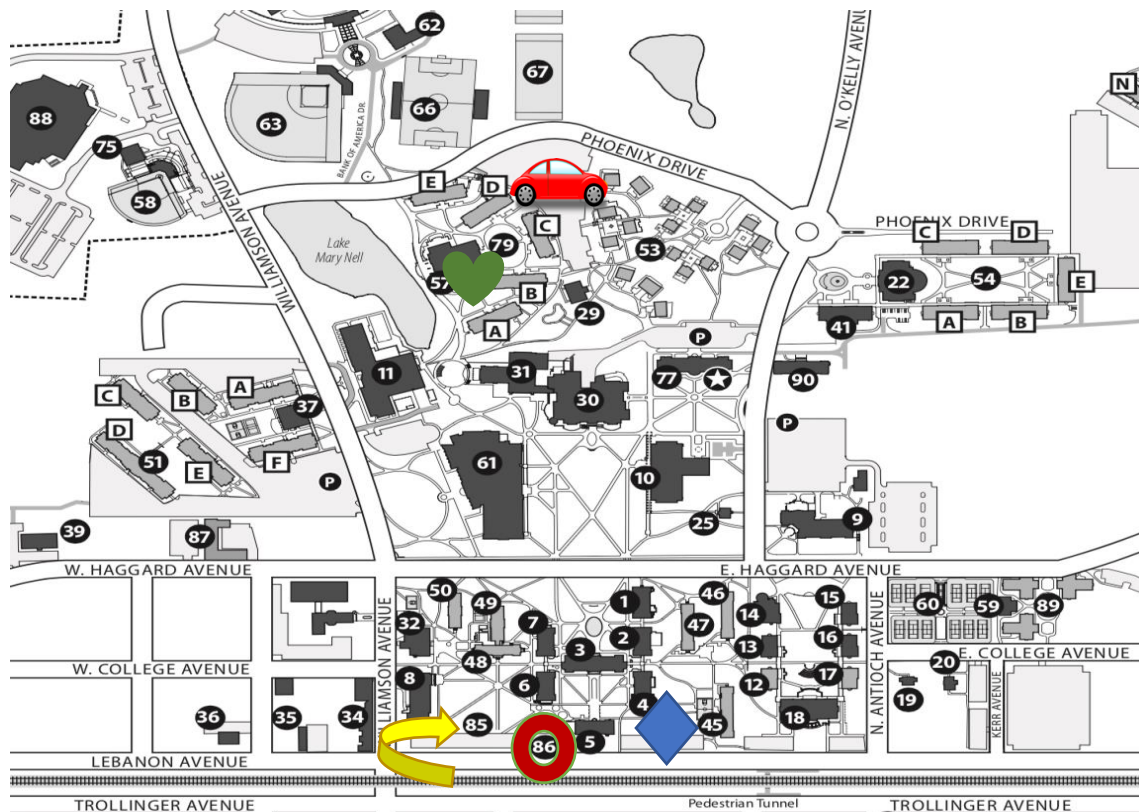 62
67
N. O'KELLY AVENUE
88
66
63
N
75
BANK OF AMERICA DR.
PHOENIX DRIVE
58
E
D
WILLIAMSON AVENUE
C
PHOENIX DRIVE
C
D
Lake
Mary Nell
79
53
57
22
54
E
B
29
A
41
A
B
P
31
11
77
90
C
B
A
37
30
P
D
51
E
F
61
10
P
25
9
39
87
W. HAGGARD AVENUE
E. HAGGARD AVENUE
50
49
7
1
46
47
14
15
60
59
89
32
2
N. ANTIOCH AVENUE
48
3
13
16
E. COLLEGE AVENUE
W. COLLEGE AVENUE
8
6
4
12
17
20
19
KERR AVENUE
36
35
34
LIAMSON AVENUE
85
86
5
45
18
LEBANON AVENUE
TROLLINGER AVENUE
Pedestrian Tunnel
TROLLINGER AVENUE